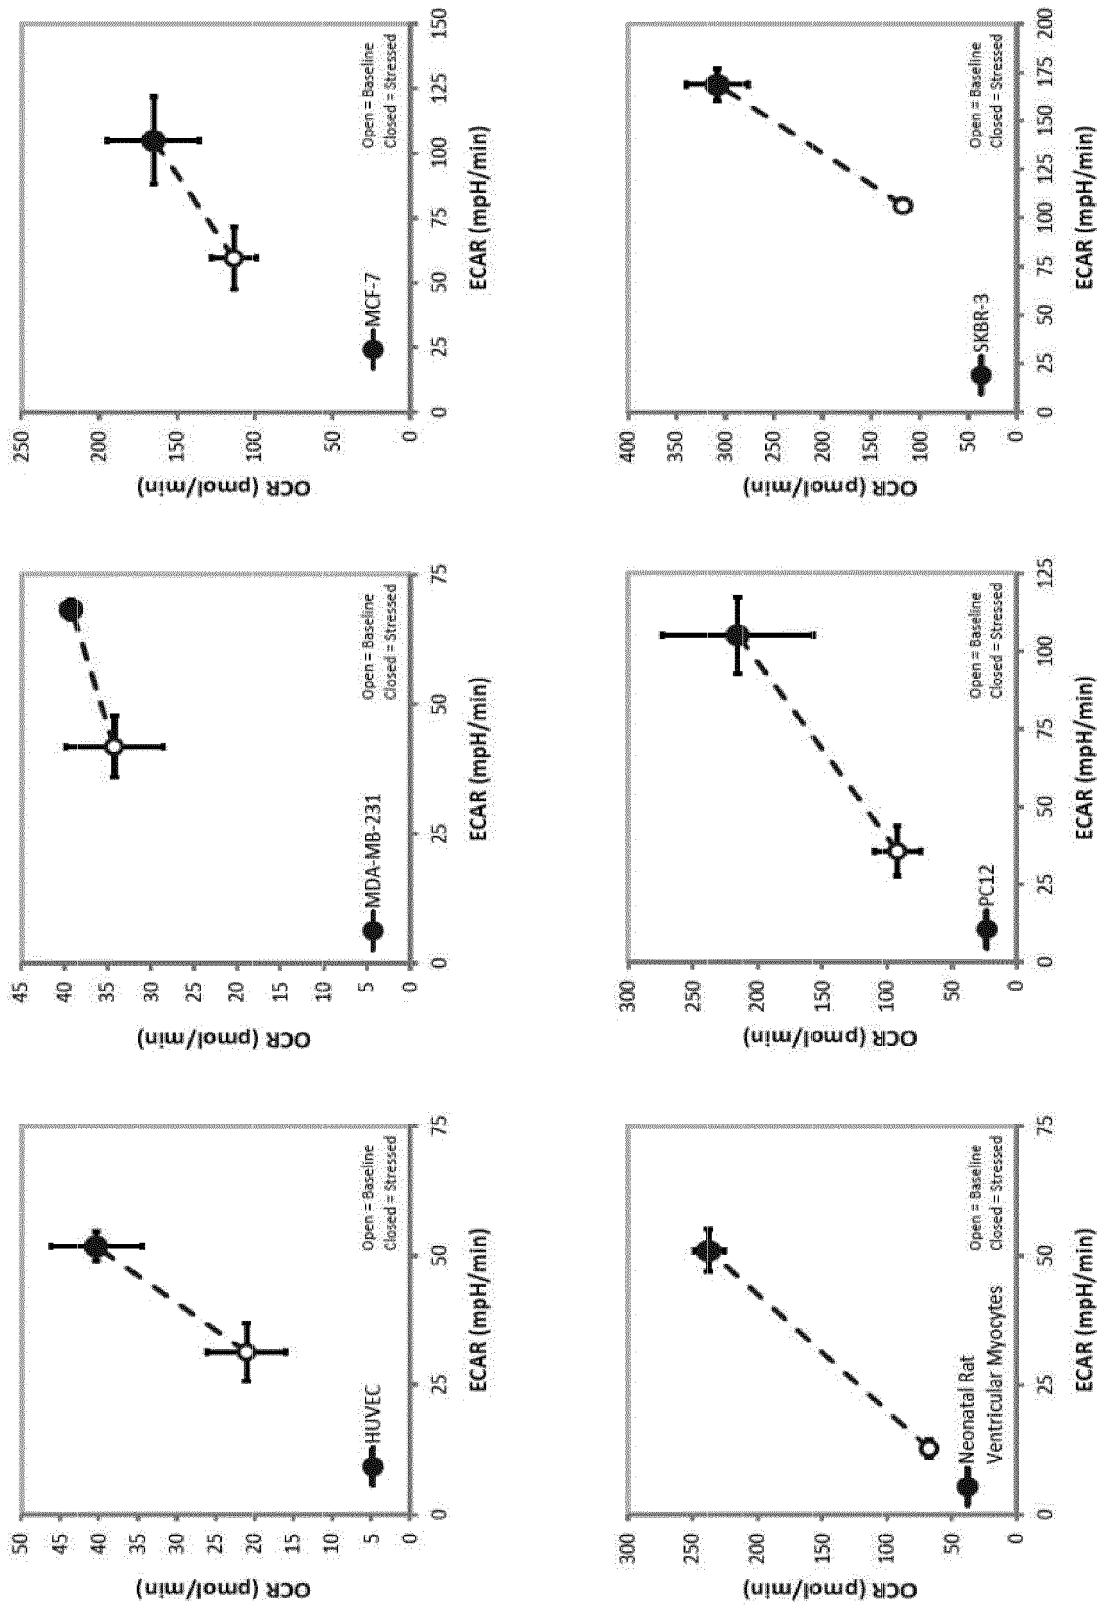 50
45
40
35
30
25
20
15
10
5
0
OCR (pmol/min)
HUVEC
Open = Baseline
Closed = Stressed
0
25
50
75
ECAR (mpH/min)
45
40
35
30
25
20
15
10
5
0
OCR (pmol/min)
MDA-MB-231
Open = Baseline
Closed = Stressed
0
25
50
75
ECAR (mpH/min)
250
200
150
100
50
0
OCR (pmol/min)
MCF-7
Open = Baseline
Closed = Stressed
0
25
50
75
100
125
150
ECAR (mpH/min)
300
250
200
150
100
50
0
OCR (pmol/min)
Neonatal Rat
Ventricular Myocytes
Open = Baseline
Closed = Stressed
0
25
50
75
ECAR (mpH/min)
300
250
200
150
100
50
0
OCR (pmol/min)
PC12
Open = Baseline
Closed = Stressed
0
25
50
75
100
125
ECAR (mpH/min)
400
350
300
250
200
150
100
50
0
OCR (pmol/min)
SKBR-3
Open = Baseline
Closed = Stressed
0
25
50
75
100
125
150
175
200
ECAR (mpH/min)